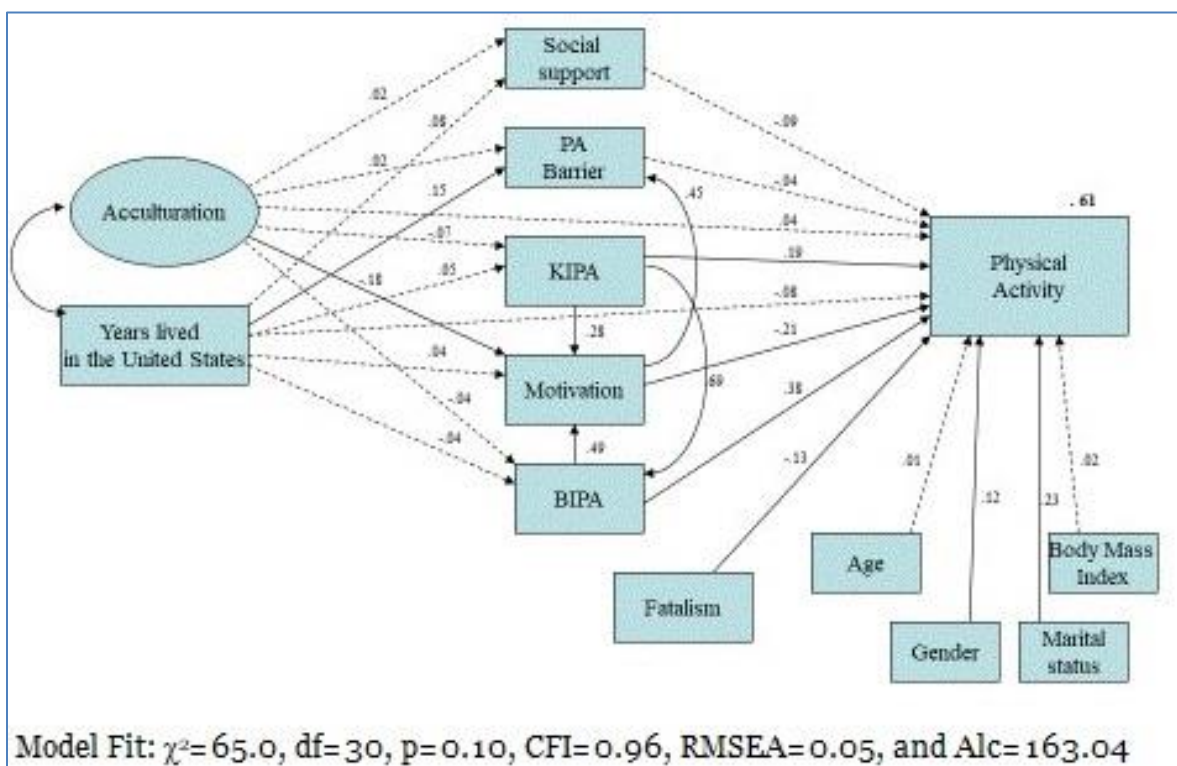 Social
support
.02
.08
-.09
PA
Barrier
.02
.15
.45
-.04
.61
Acculturation
.04
-.07
KIPA
.19
Physical
Activity
-.18
.05
-.08
Years lived
in the United States
.28
-.21
.04
Motivation
.69
-.04
.38
-.04
.49
-.13
BIPA
.01
.02
.12
.23
Age
Body Mass
Index
Fatalism
Gender
Marital
status
Model Fit: χ²=65.0, df=30, p=0.10, CFI=0.96, RMSEA=0.05, and Alc=163.04